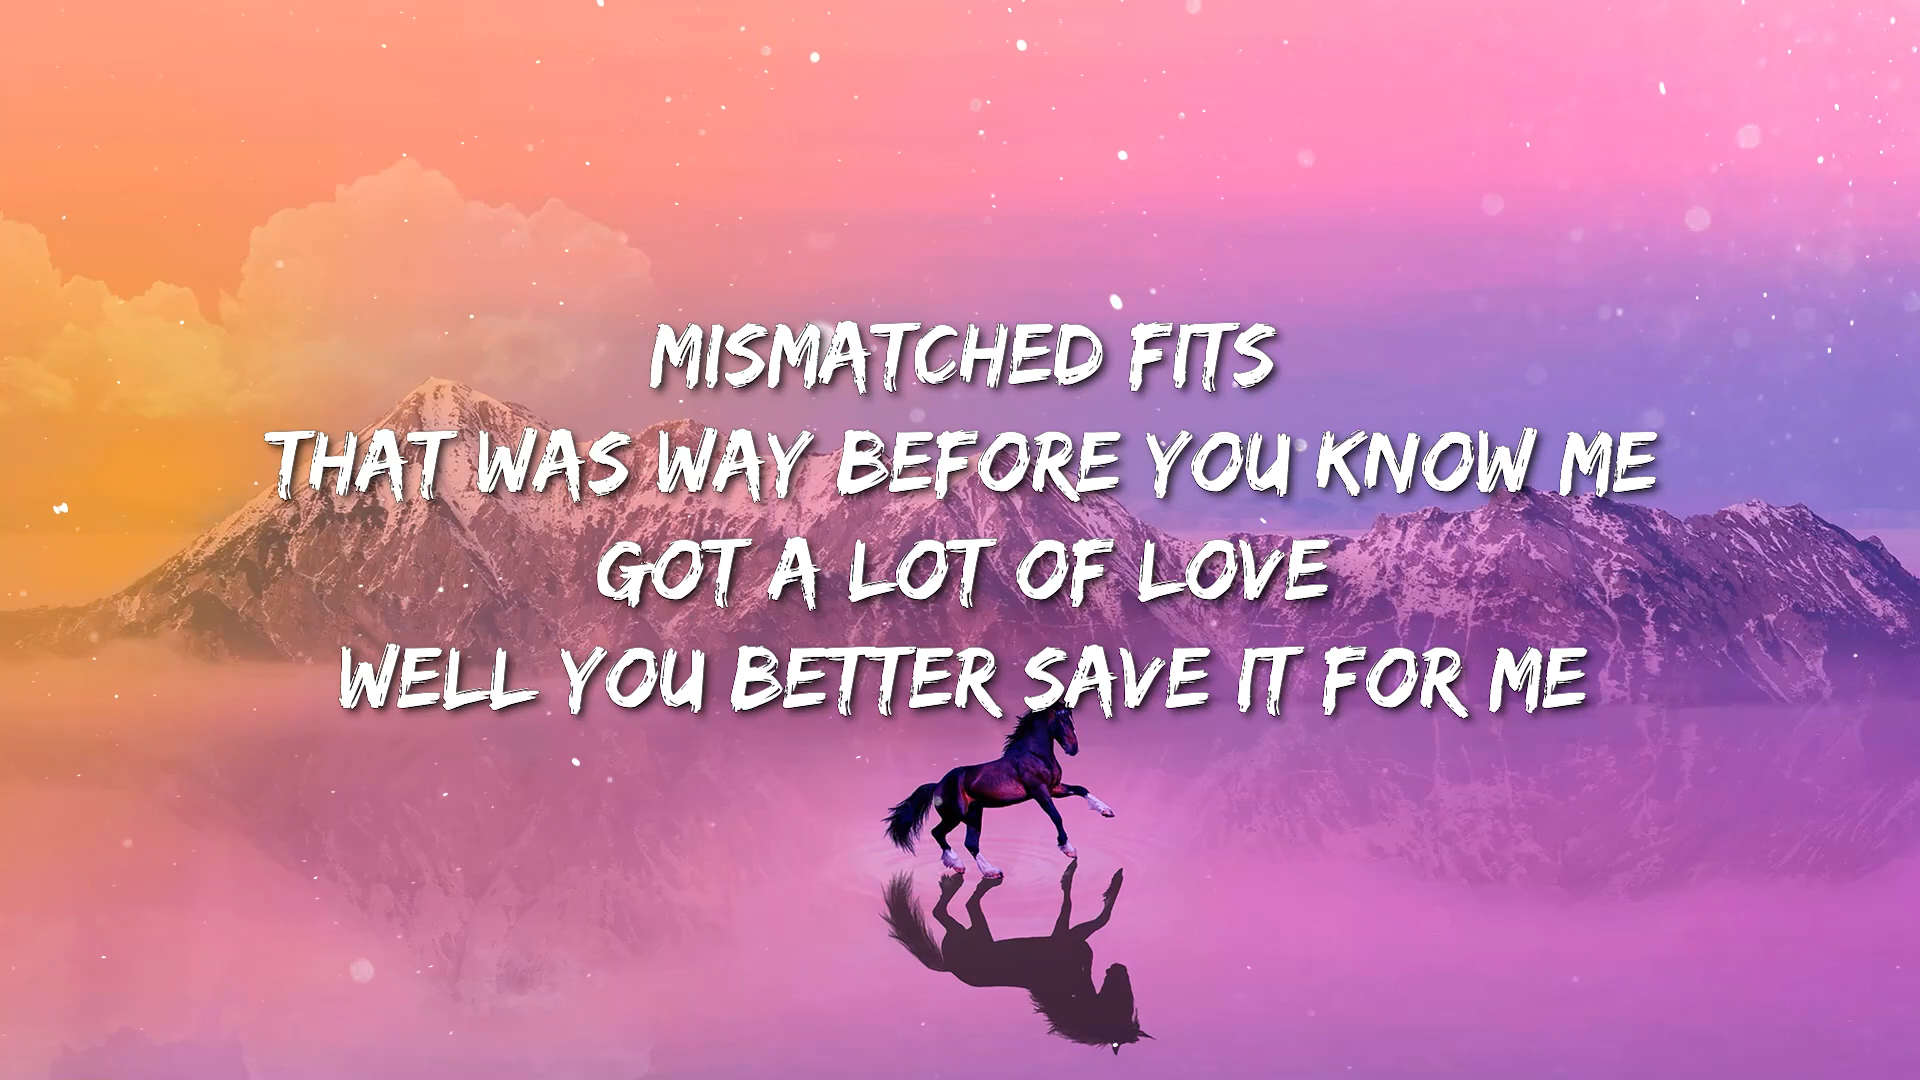 MISMATCHED FITS
THAT WAS WAY BEFORE YOU KNOW ME
GOT A LOT OF LOVE
WELL YOU BETTER SAVE IT FOR ME